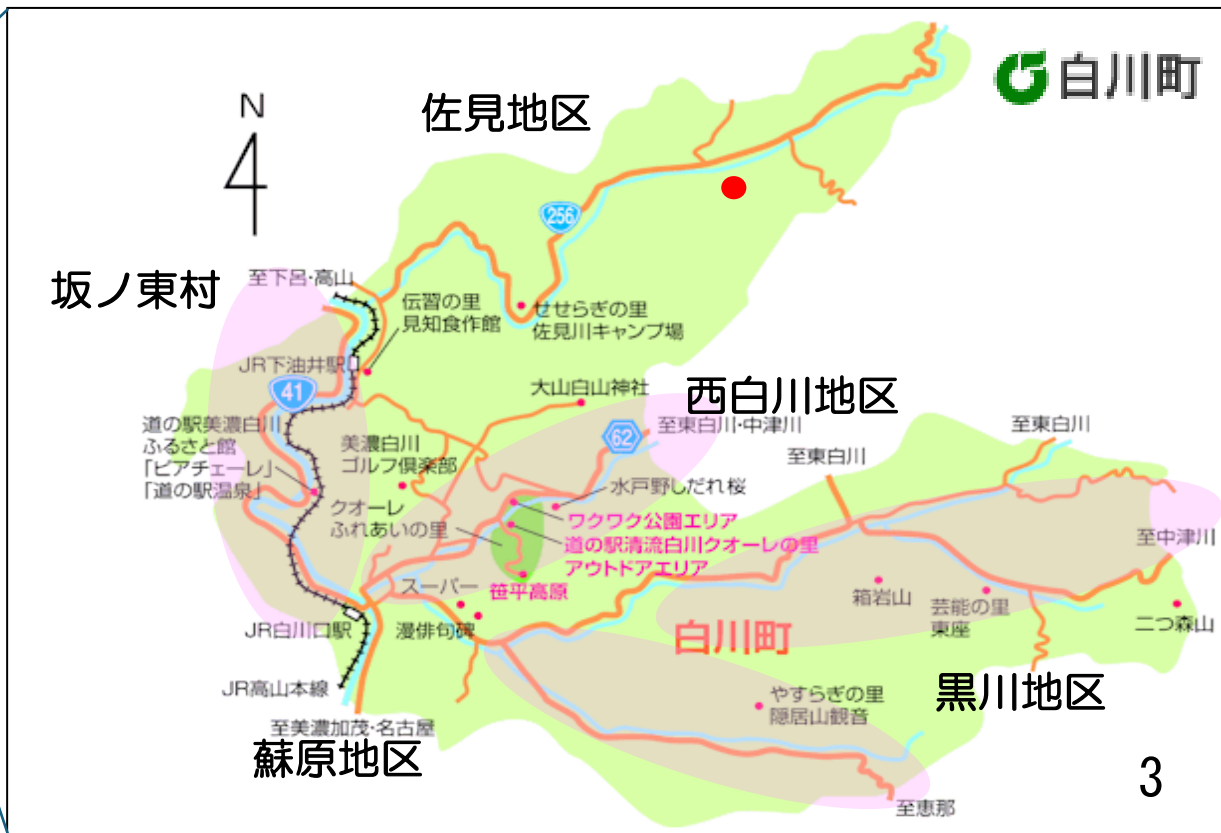 白川町
佐見地区
N
256
坂ノ東村
至下呂・高山
伝習の里
見知食作館
せせらぎの里
佐見川キャンプ場
JR下油井駅
41
大山白山神社
西白川地区
62
至東白川・中津川
至東白川
至東白川
道の駅美濃白川
ふるさと館
「ピアチェーレ」
「道の駅温泉」
美濃白川
ゴルフ倶楽部
水戸野しだれ桜
クオーレ
ふれあいの里
ワクワク公園エリア
道の駅清流白川クオーレの里
アウトドアエリア
至中津川
笹平高原
スーパー
箱岩山
芸能の里
東座
二つ森山
JR白川口駅
漫俳句碑
白川町
JR高山本線
やすらぎの里
隠居山観音
黒川地区
至美濃加茂・名古屋
蘇原地区
至恵那
3